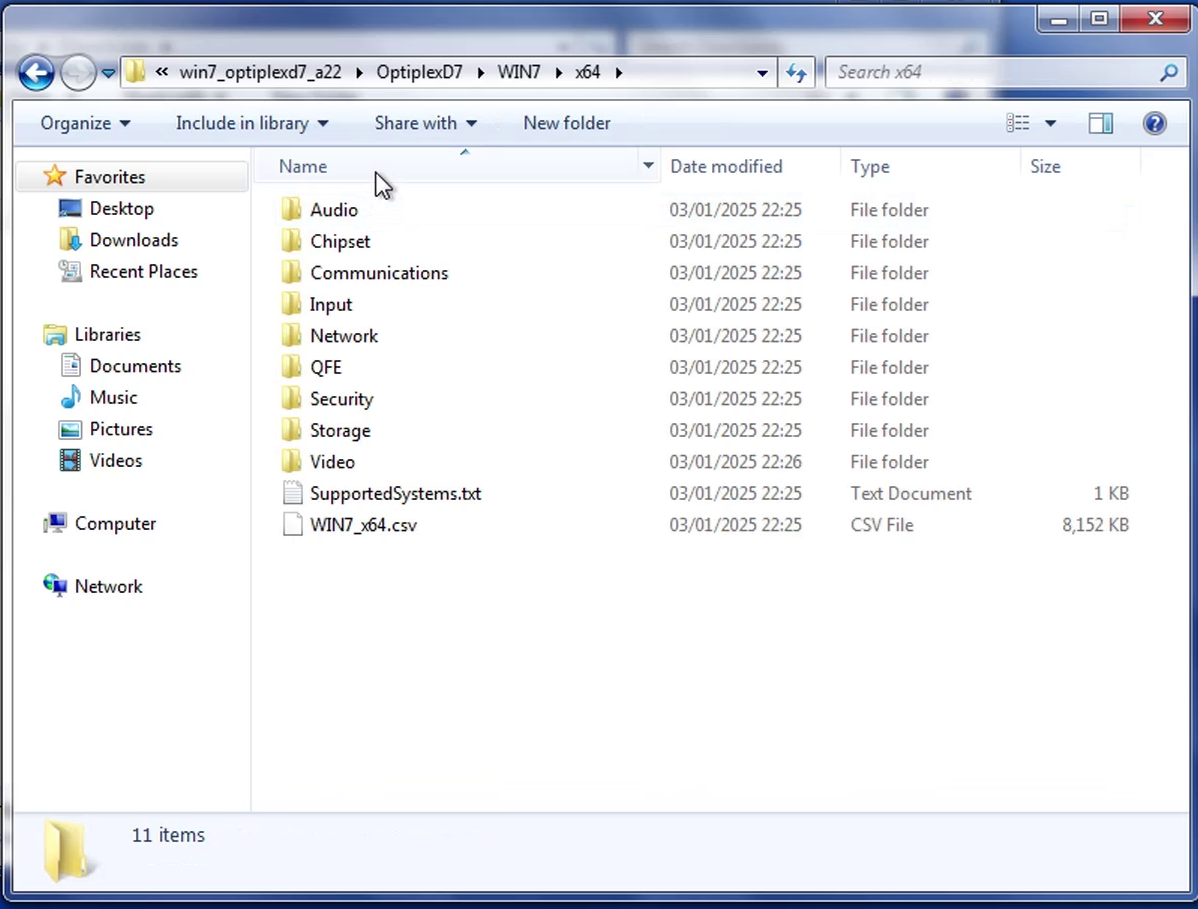 « win7_optiplexd7_a22 OptiplexD7 WIN7 x64 Search x64
Organize Include in library Share with New folder
Name Date modified Type Size
Favorites
Desktop
Downloads
Recent Places
Libraries
Documents
Music
Pictures
Videos
Computer
Network
Audio 03/01/2025 22:25 File folder
Chipset 03/01/2025 22:25 File folder
Communications 03/01/2025 22:25 File folder
Input 03/01/2025 22:25 File folder
Network 03/01/2025 22:25 File folder
QFE 03/01/2025 22:25 File folder
Security 03/01/2025 22:25 File folder
Storage 03/01/2025 22:25 File folder
Video 03/01/2025 22:26 File folder
SupportedSystems.txt 03/01/2025 22:25 Text Document 1 KB
WIN7_x64.csv 03/01/2025 22:25 CSV File 8,152 KB
11 items